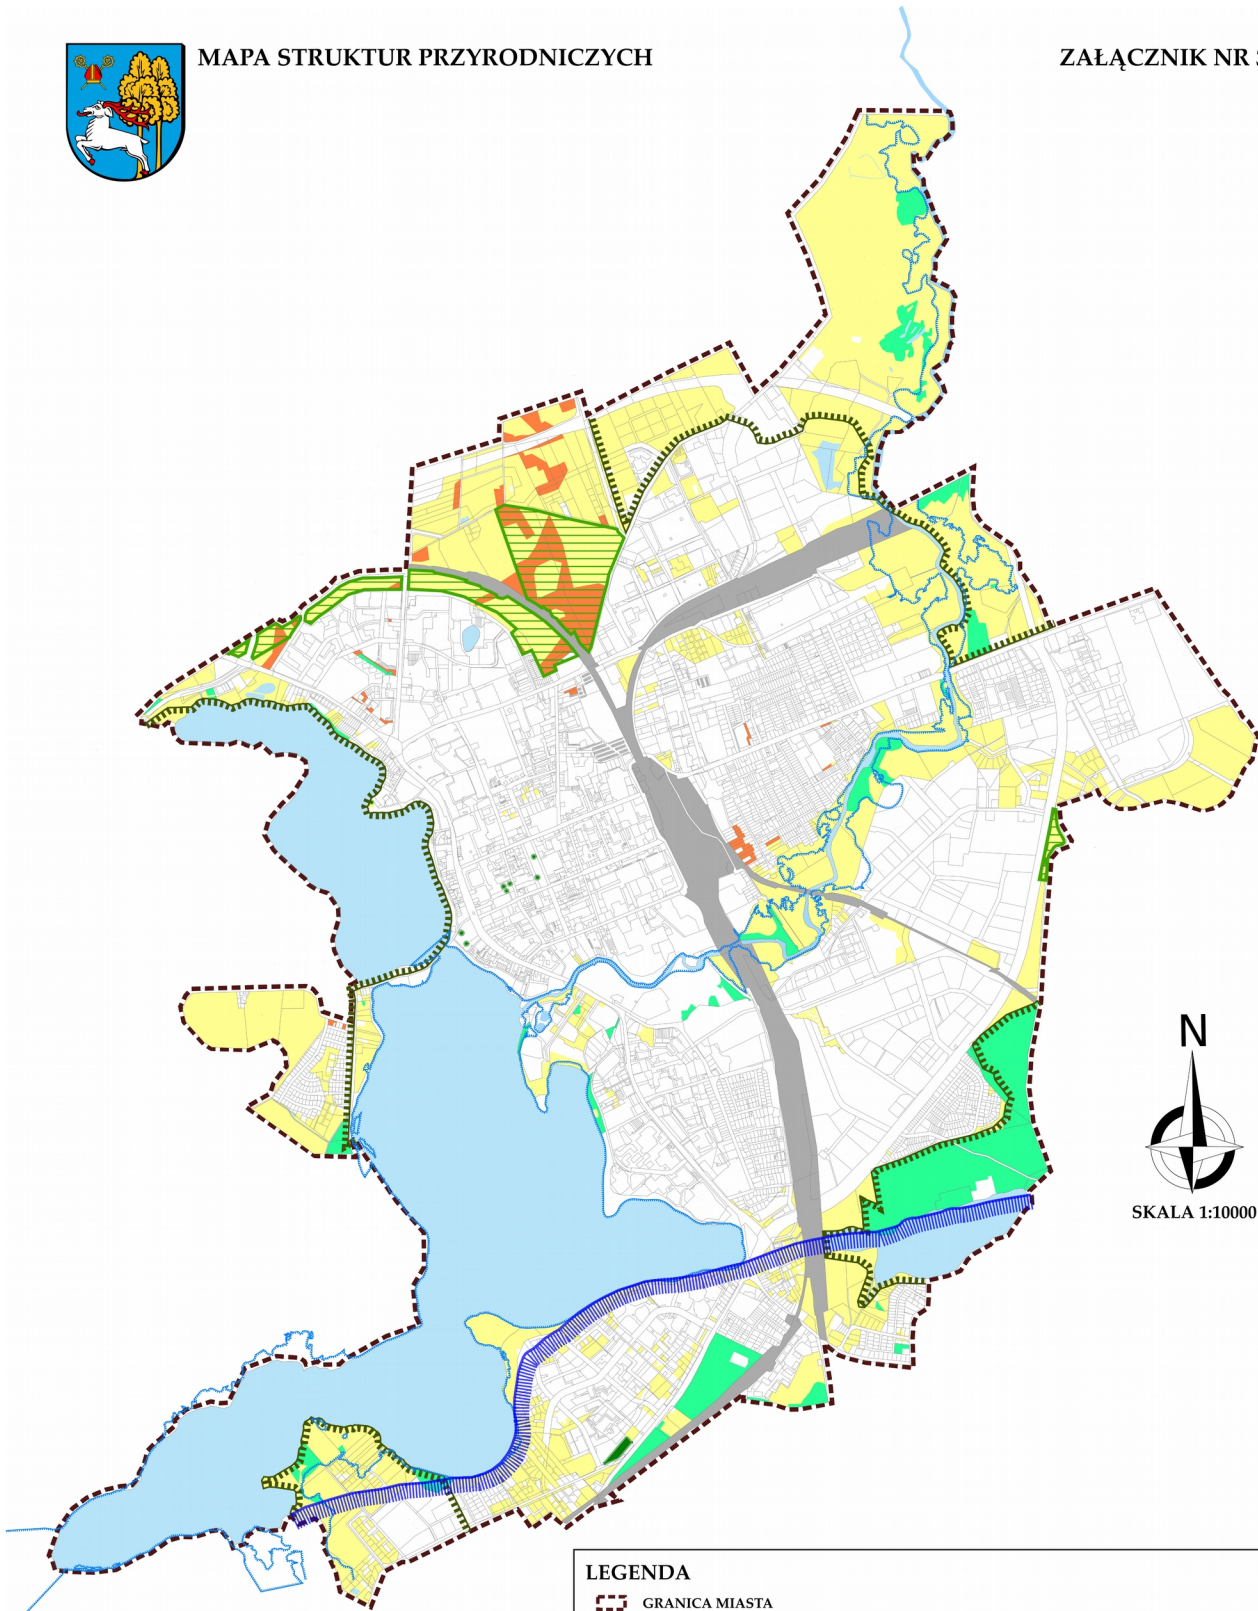 MAPA STRUKTUR PRZYRODNICZYCH
ZAŁĄCZNIK NR
N
SKALA 1:10000
LEGENDA
GRANICA MIASTA